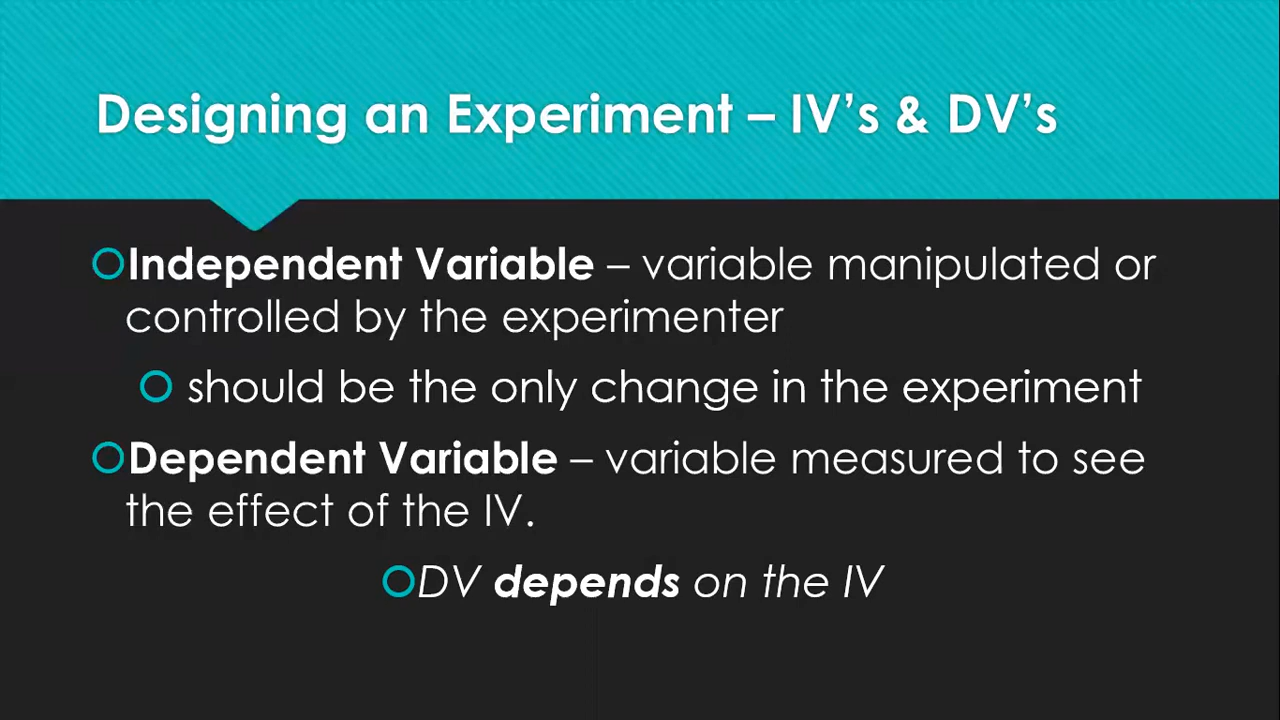 Designing an Experiment – IV’s & DV’s
Independent Variable – variable manipulated or
controlled by the experimenter
should be the only change in the experiment
Dependent Variable – variable measured to see
the effect of the IV.
DV depends on the IV